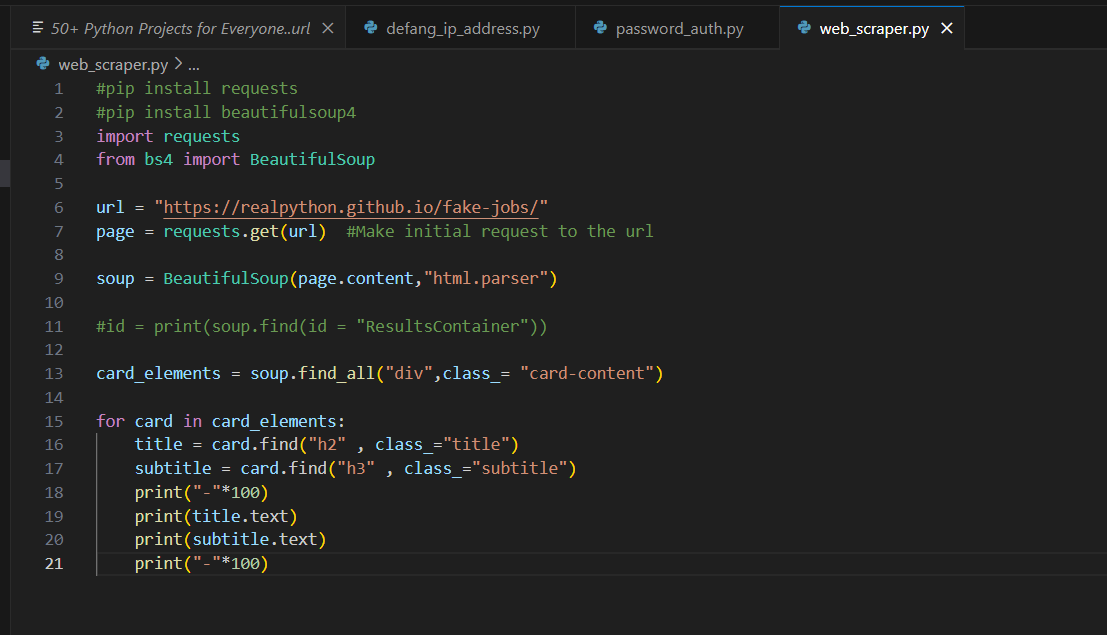 50+ Python Projects for Everyone..url defang_ip_address.py password_auth.py web_scraper.py
web_scraper.py > ...
1 #pip install requests
2 #pip install beautifulsoup4
3 import requests
4 from bs4 import BeautifulSoup
5
6 url = "https://realpython.github.io/fake-jobs/"
7 page = requests.get(url)  #Make initial request to the url
8
9 soup = BeautifulSoup(page.content,"html.parser")
10
11 #id = print(soup.find(id = "ResultsContainer"))
12
13 card_elements = soup.find_all("div",class_= "card-content")
14
15 for card in card_elements:
16     title = card.find("h2" , class_="title")
17     subtitle = card.find("h3" , class_="subtitle")
18     print("-"*100)
19     print(title.text)
20     print(subtitle.text)
21     print("-"*100)